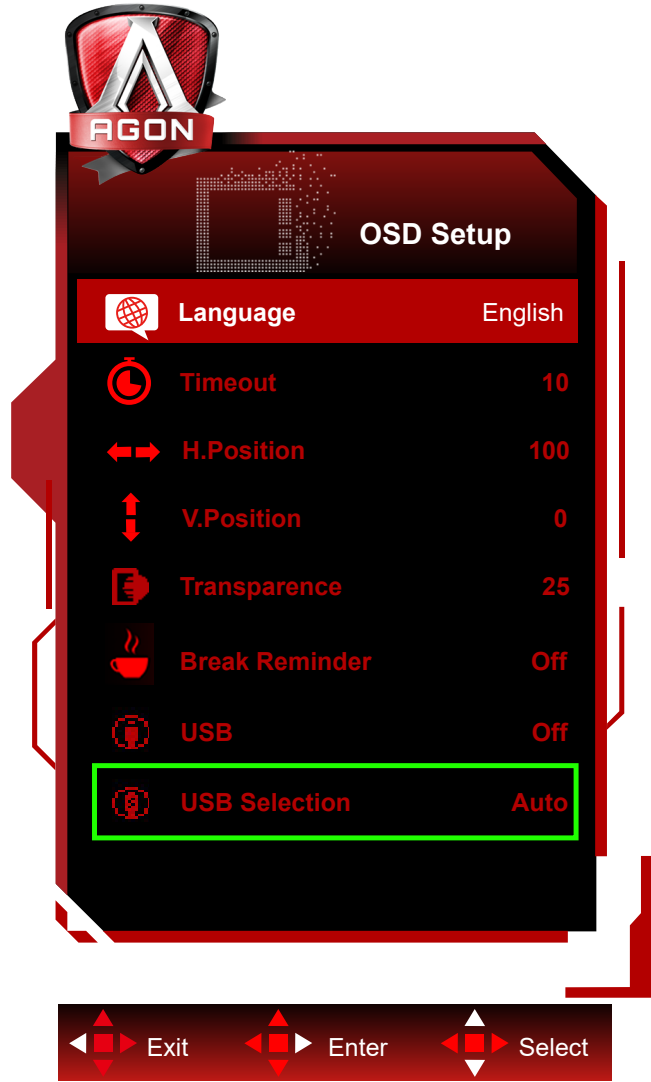 AGON
OSD Setup
Language English
Timeout 10
H.Position 100
V.Position 0
Transparence 25
Break Reminder Off
USB Off
USB Selection Auto
Exit Enter Select